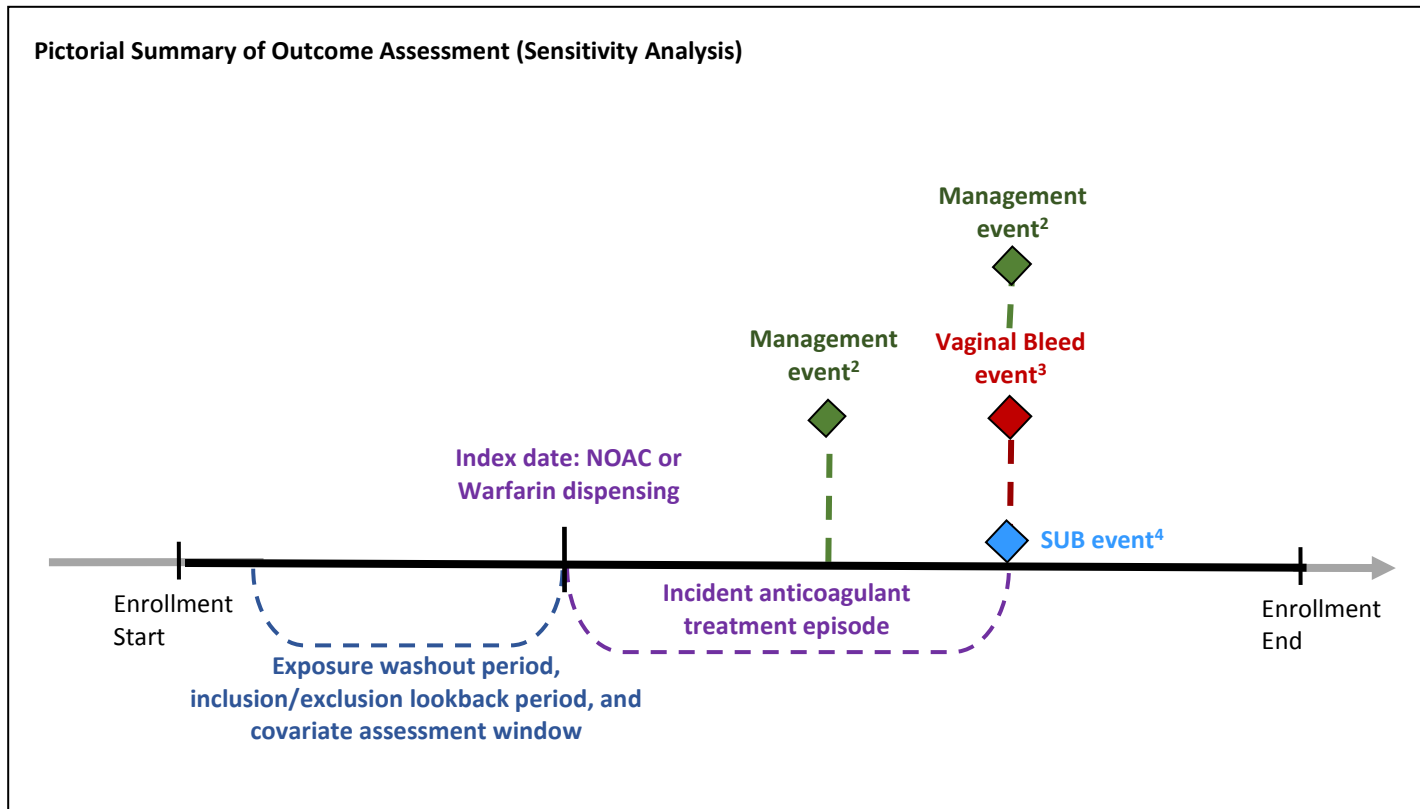 Pictorial Summary of Outcome Assessment (Sensitivity Analysis)
Management
event²
Management
event²
Vaginal Bleed
event³
Index date: NOAC or
Warfarin dispensing
SUB event⁴
Enrollment
Start
Incident anticoagulant
treatment episode
Enrollment
End
Exposure washout period,
inclusion/exclusion lookback period, and
covariate assessment window